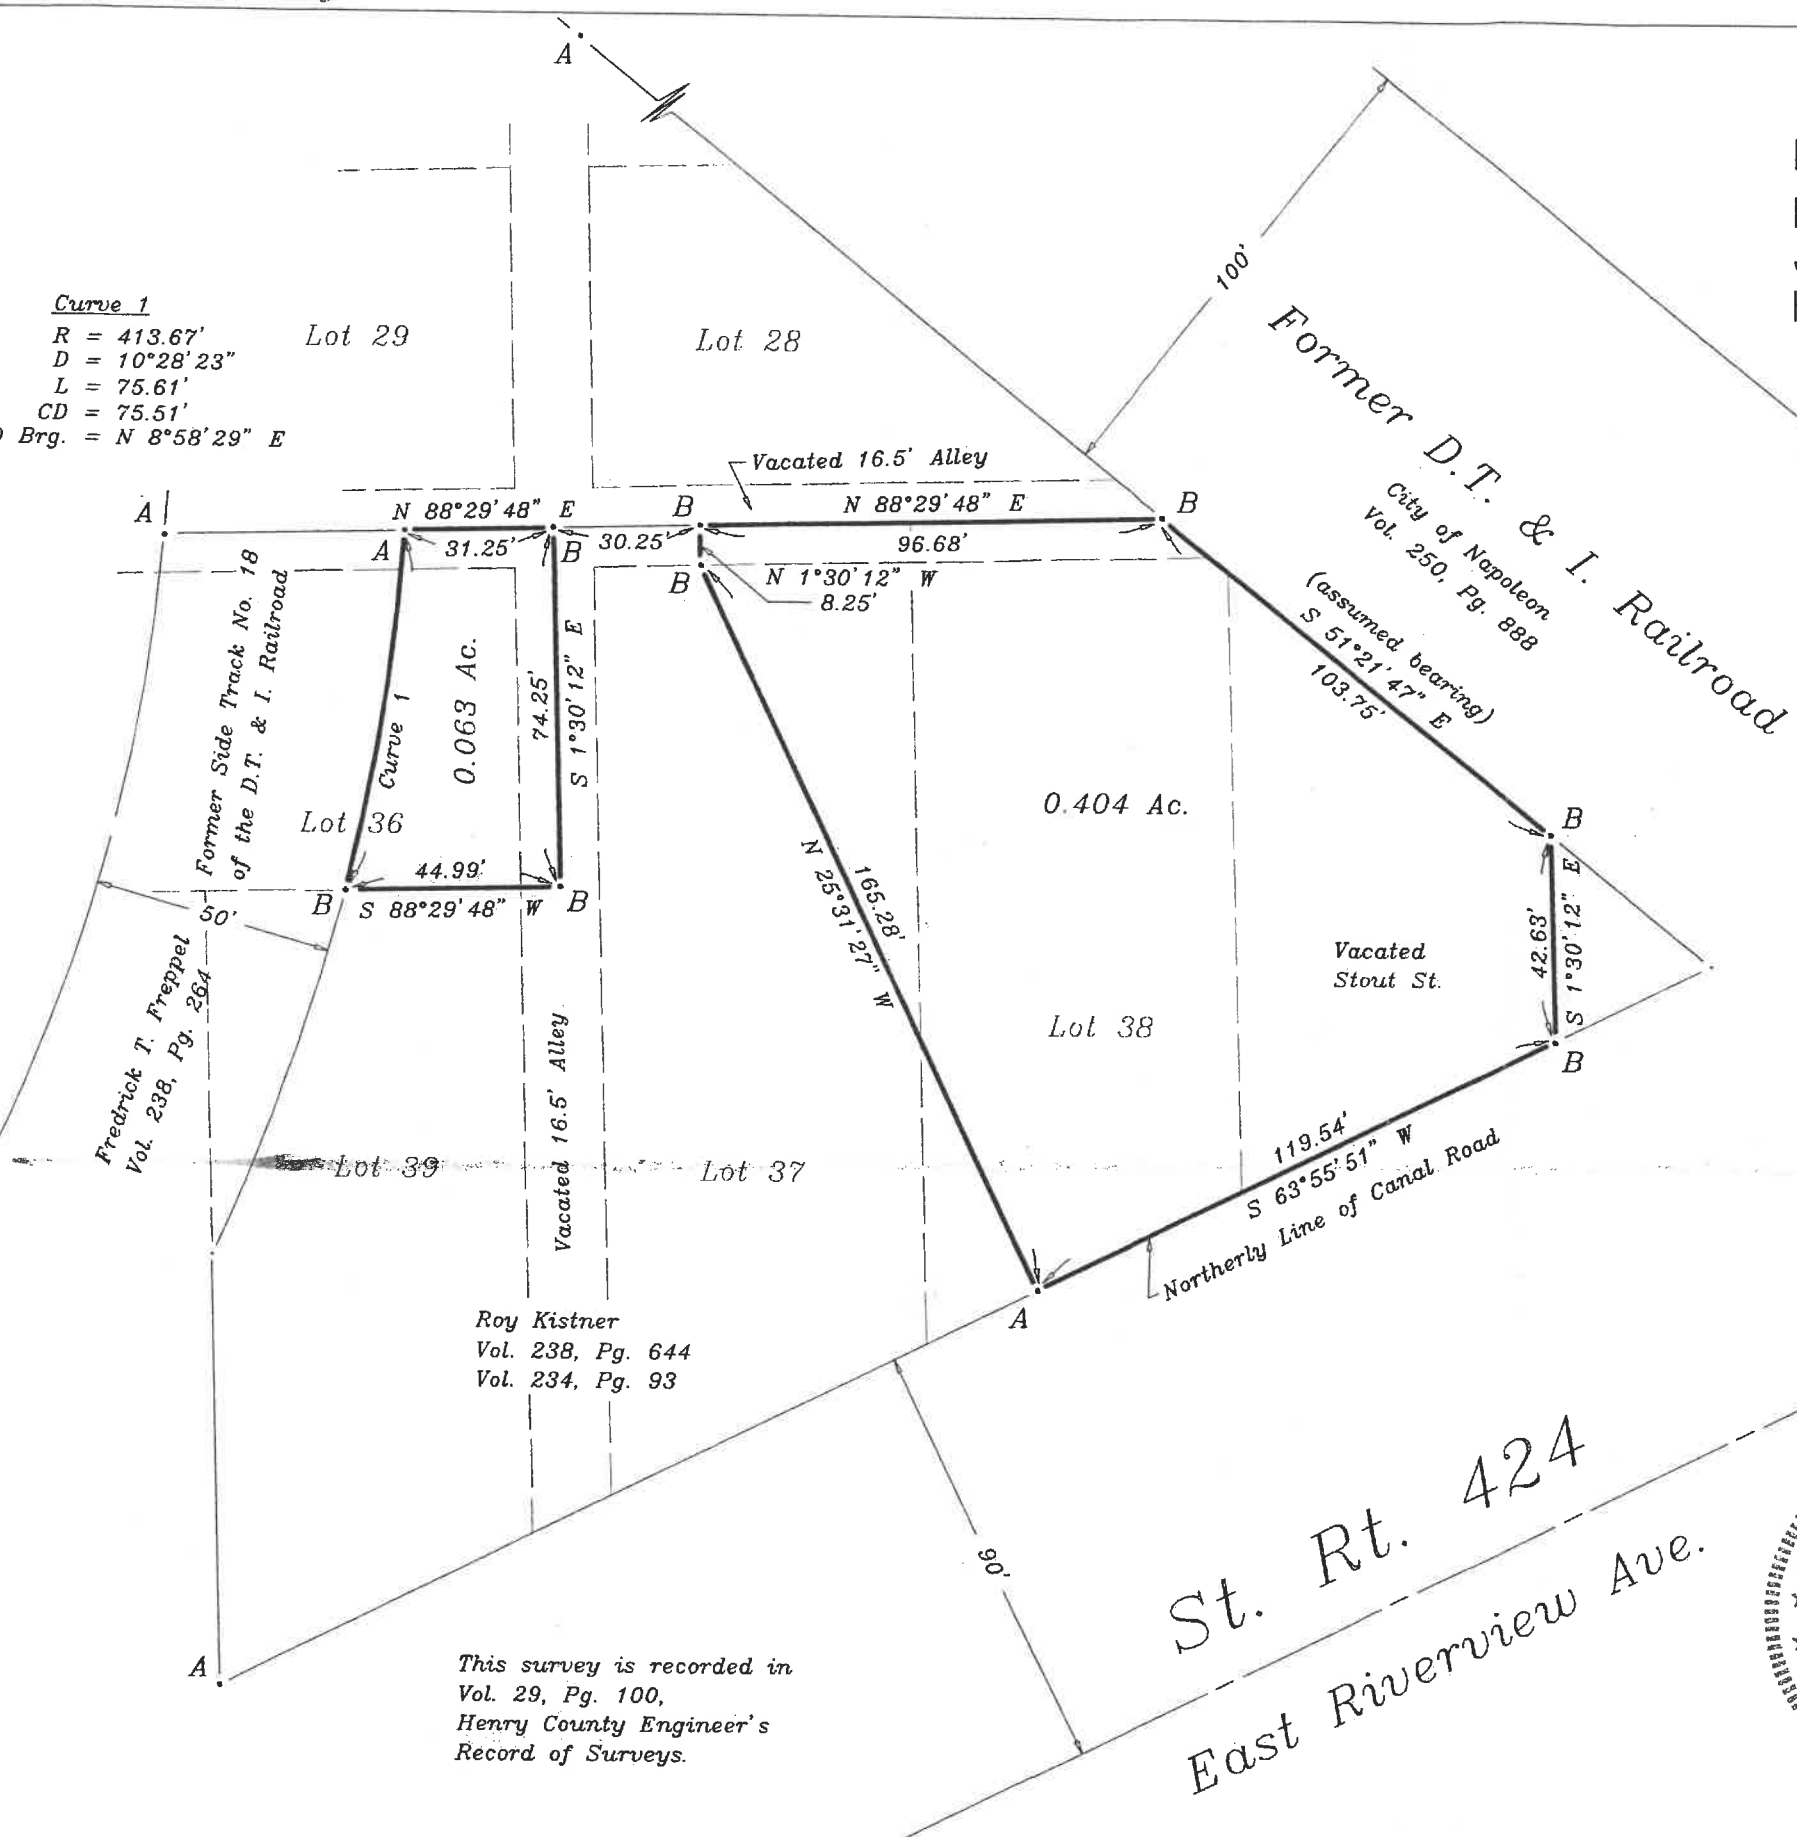 A
100'
Curve 1
R = 413.67'
D = 10°28'23"
L = 75.61'
CD = 75.51'
Brg. = N 8°58'29" E
Lot 29
Lot 28
Former D.T. & I. Railroad
City of Napoleon
Vol. 250, Pg. 888
(assumed bearing)
S 51°21'47" E
103.75'
Vacated 16.5' Alley
A
N 88°29'48" E
B
N 88°29'48" E
B
A
31.25'
B
30.25'
96.68'
B
N 1°30'12" W
8.25'
Former Side Track No. 18
of the D.T. & I. Railroad
Curve 1
0.063 Ac.
74.25'
S 1°30'12" E
Lot 36
0.404 Ac.
B
44.99'
B
S 88°29'48" W
B
50'
165.28'
N 25°31'27" W
42.63'
S 1°30'12" E
Vacated
Stout St.
Fredrick T. Freppel
Vol. 238, Pg. 264
Lot 38
B
Vacated 16.5' Alley
Lot 39
Lot 37
119.54'
S 63°55'51" W
Northerly Line of Canal Road
A
Roy Kistner
Vol. 238, Pg. 644
Vol. 234, Pg. 93
90'
St. Rt. 424
East Riverview Ave.
A
This survey is recorded in
Vol. 29, Pg. 100,
Henry County Engineer's
Record of Surveys.